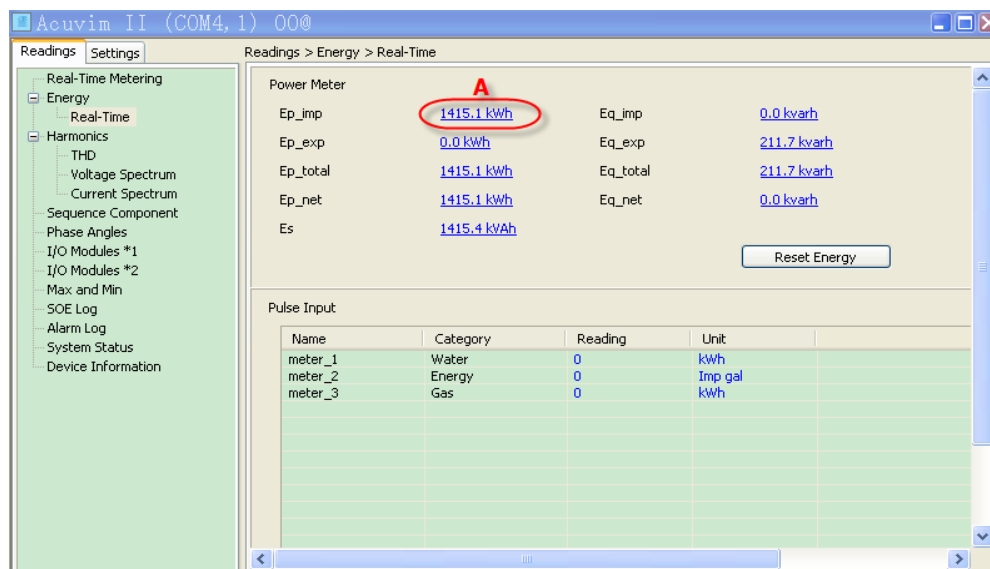 Acuvim II (COM4,1) OO@
Readings Settings
Readings > Energy > Real-Time
Real-Time Metering
Energy
Real-Time
Harmonics
THD
Voltage Spectrum
Current Spectrum
Sequence Component
Phase Angles
I/O Modules *1
I/O Modules *2
Max and Min
SOE Log
Alarm Log
System Status
Device Information
Power Meter
A
Ep_imp 1415.1 kWh Eq_imp 0.0 kvarh
Ep_exp 0.0 kWh Eq_exp 211.7 kvarh
Ep_total 1415.1 kWh Eq_total 211.7 kvarh
Ep_net 1415.1 kWh Eq_net 0.0 kvarh
Es 1415.4 kVAh
Reset Energy
Pulse Input
Name Category Reading Unit
meter_1 Water 0 kWh
meter_2 Energy 0 Imp gal
meter_3 Gas 0 kWh